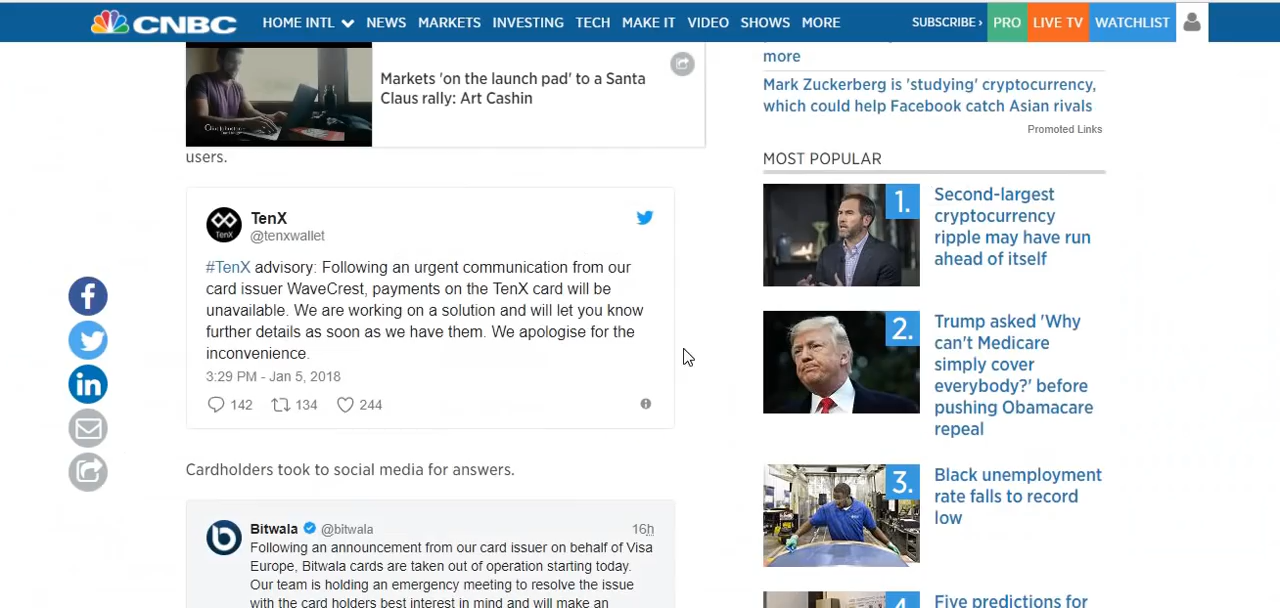 CNBC
HOME INTL NEWS MARKETS INVESTING TECH MAKE IT VIDEO SHOWS MORE
SUBSCRIBE PRO LIVE TV WATCHLIST
Markets 'on the launch pad' to a Santa
Claus rally: Art Cashin
users.
TenX
TenX
@tenxwallet
#TenX advisory: Following an urgent communication from our
card issuer WaveCrest, payments on the TenX card will be
unavailable. We are working on a solution and will let you know
further details as soon as we have them. We apologise for the
inconvenience.
3:29 PM - Jan 5, 2018
142 134 244
Cardholders took to social media for answers.
Bitwala @bitwala 16h
Following an announcement from our card issuer on behalf of Visa
Europe, Bitwala cards are taken out of operation starting today.
Our team is holding an emergency meeting to resolve the issue
with the card holders best interest in mind and will make an
more
Mark Zuckerberg is 'studying' cryptocurrency,
which could help Facebook catch Asian rivals
Promoted Links
MOST POPULAR
1.
Second-largest
cryptocurrency
ripple may have run
ahead of itself
2.
Trump asked 'Why
can't Medicare
simply cover
everybody?' before
pushing Obamacare
repeal
3.
Black unemployment
rate falls to record
low
4.
Five predictions for